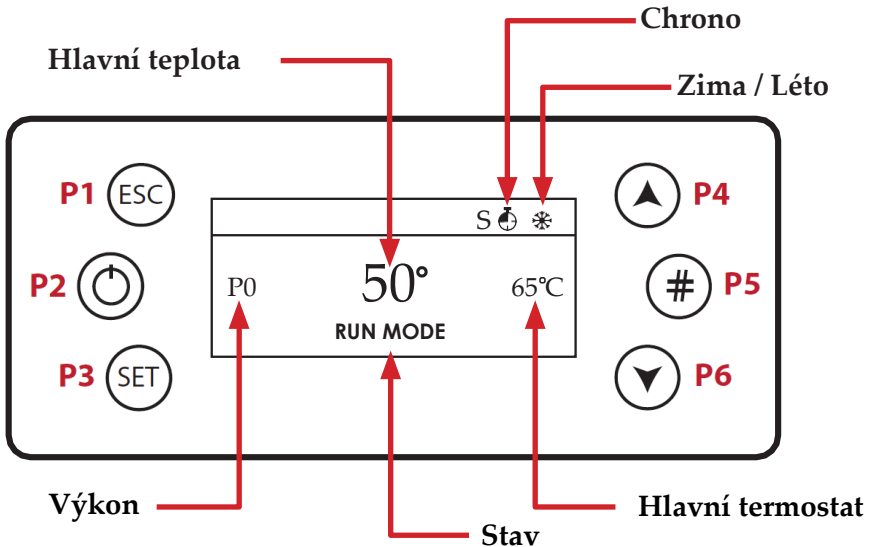 Chrono
Hlavní teplota
Zima / Léto
P1 ESC
P4
S
P2
P0
50°
65°C
# P5
RUN MODE
P3 SET
P6
Výkon
Hlavní termostat
Stav